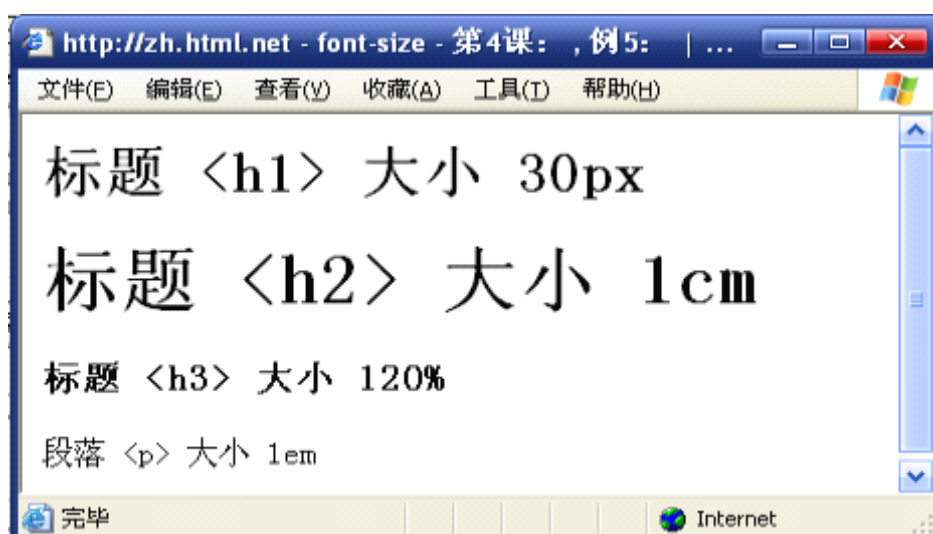 http://zh.html.net - font-size - 第4课： , 例5： | ...
文件(F) 编辑(E) 查看(V) 收藏(A) 工具(T) 帮助(H)
标题 <h1> 大小 30px
标题 <h2> 大小 1cm
标题 <h3> 大小 120%
段落 <p> 大小 1em
完毕 Internet